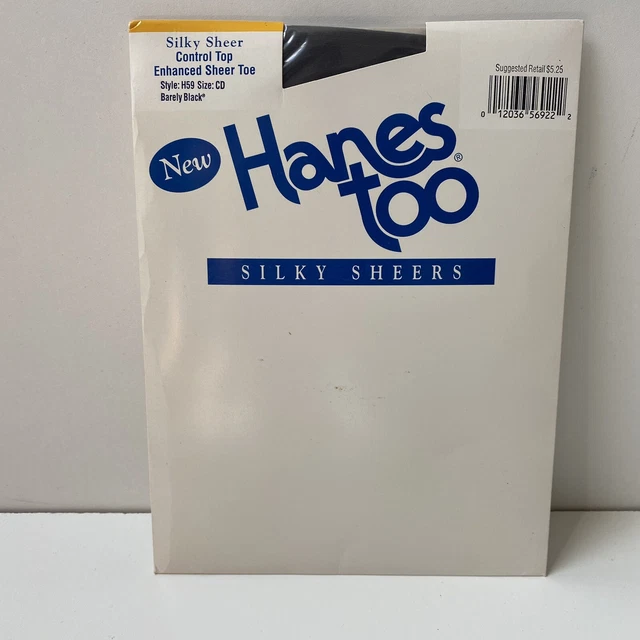 Silky Sheer
Control Top
Enhanced Sheer Toe
Style: H59 Size: CD
Barely Black®
Suggested Retail $5.25
0 12036 56922 2
New
Hanes
too®
SILKY SHEERS